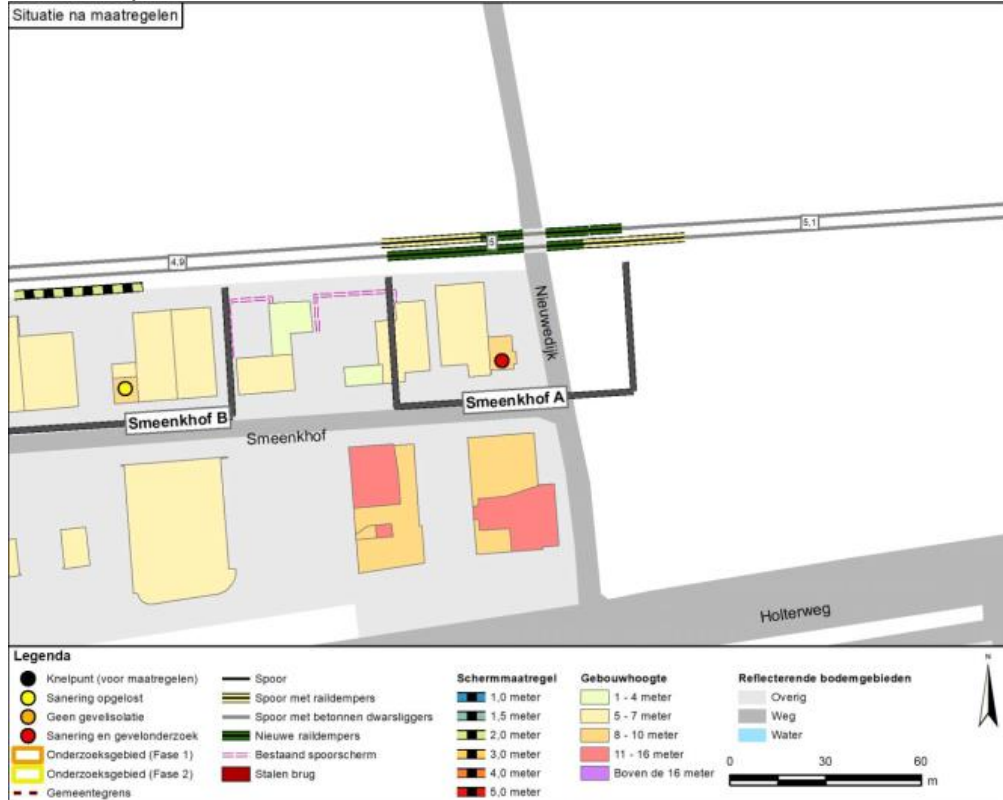 Situatie na maatregelen
5,1
5
4,9
Nieuwedijk
Smeenkhof A
Smeenkhof B
Smeenkhof
Holterweg
Legenda
Knelpunt (voor maatregelen)
Sanering opgelost
Geen gevelisolatie
Sanering en gevelonderzoek
Onderzoeksgebied (Fase 1)
Onderzoeksgebied (Fase 2)
Gemeentegrens
Spoor
Spoor met raildempers
Spoor met betonnen dwarsliggers
Nieuwe raildempers
Bestaand spoorscherm
Stalen brug
Schermmaatregel
1,0 meter
1,5 meter
2,0 meter
3,0 meter
4,0 meter
5,0 meter
Gebouwhoogte
1 - 4 meter
5 - 7 meter
8 - 10 meter
11 - 16 meter
Boven de 16 meter
Reflecterende bodemgebieden
Overig
Weg
Water
N
0 30 60
m